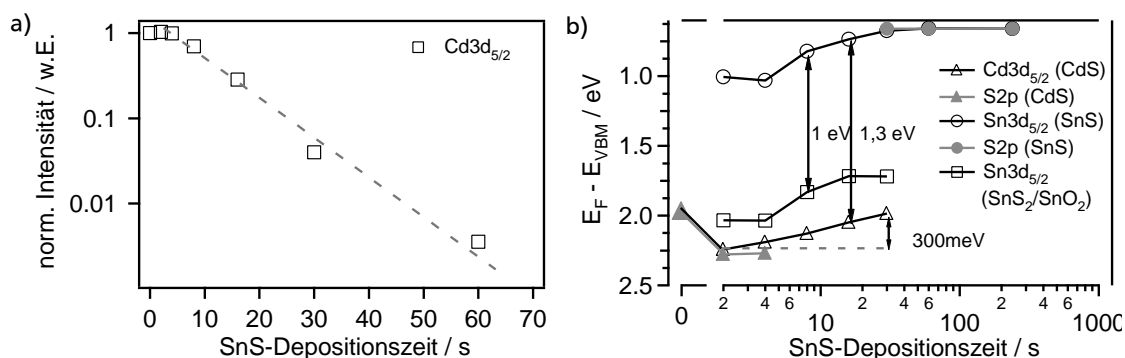 a)
norm. Intensität / w.E.
1
0.1
0.01
Cd3d5/2
0 10 20 30 40 50 60 70
SnS-Depositionszeit / s
b)
EF - EVBM / eV
1.0
1.5
2.0
2.5
1 eV
1,3 eV
300meV
Cd3d5/2 (CdS)
S2p (CdS)
Sn3d5/2 (SnS)
S2p (SnS)
Sn3d5/2
(SnS2/SnO2)
0 2 4 6 10 2 4 6 100 2 4 6 1000
SnS-Depositionszeit / s